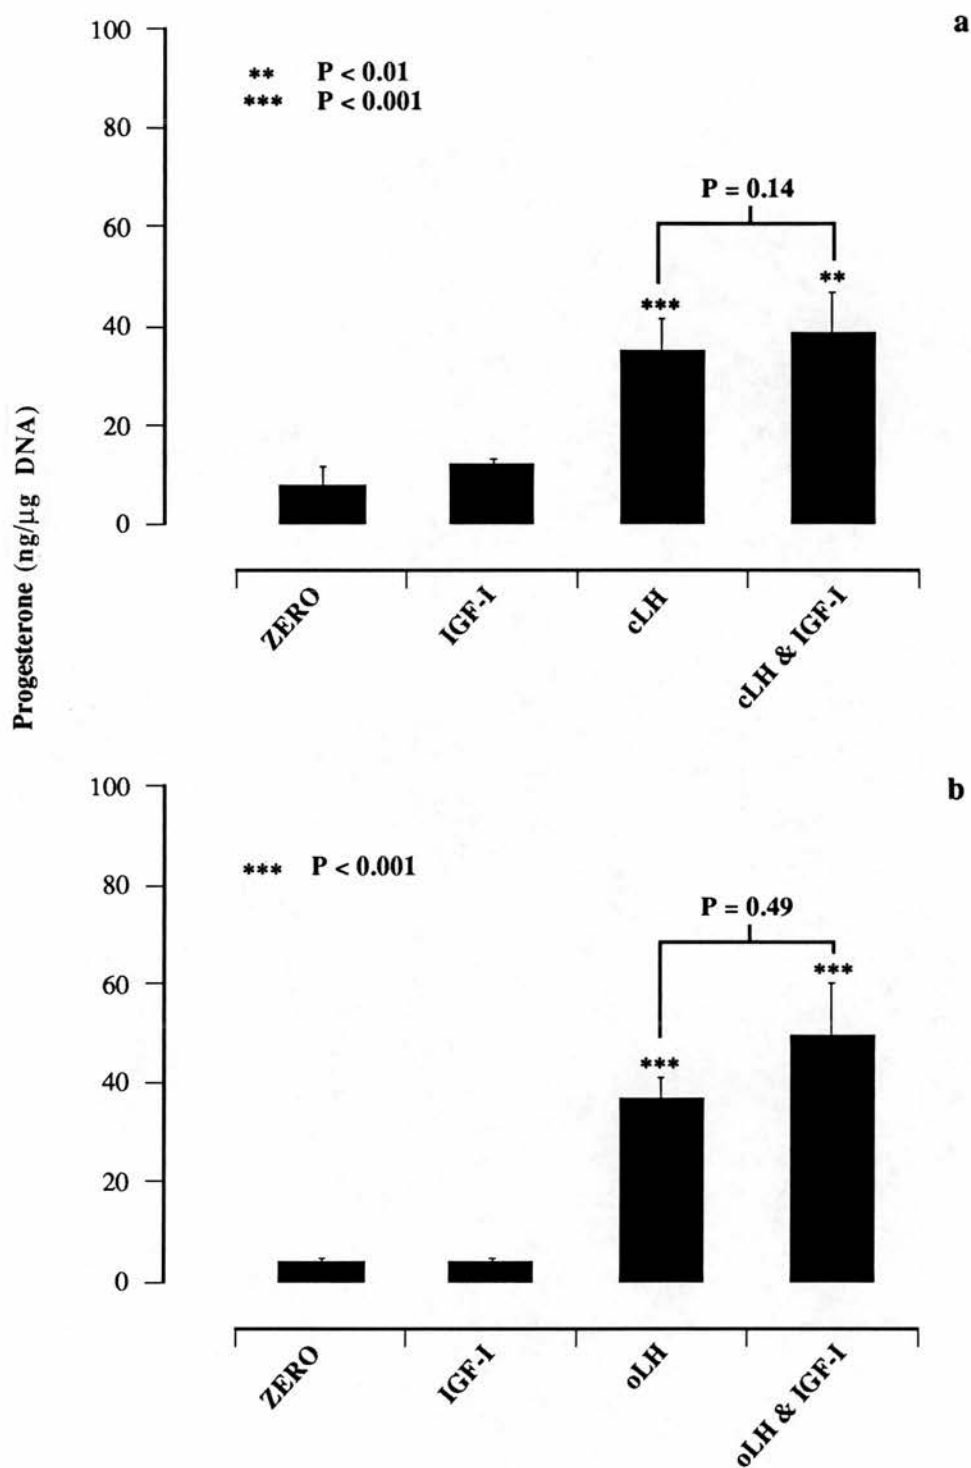 a
100
** P < 0.01
*** P < 0.001
80
P = 0.14
60
**
***
40
20
0
ZERO
IGF-I
cLH
cLH & IGF-I
Progesterone (ng/μg DNA)
b
100
*** P < 0.001
80
P = 0.49
***
60
***
40
20
0
ZERO
IGF-I
oLH
oLH & IGF-I